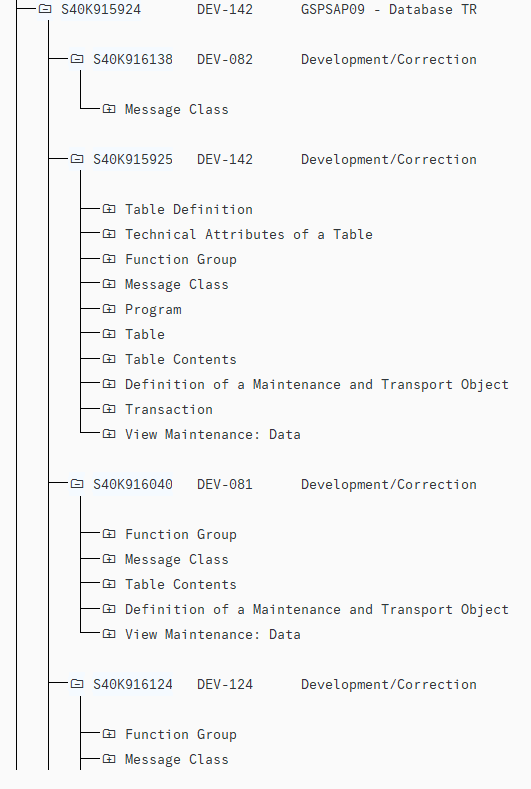 S40K915924 DEV-142 GSPSAP09 - Database TR
S40K916138 DEV-082 Development/Correction
Message Class
S40K915925 DEV-142 Development/Correction
Table Definition
Technical Attributes of a Table
Function Group
Message Class
Program
Table
Table Contents
Definition of a Maintenance and Transport Object
Transaction
View Maintenance: Data
S40K916040 DEV-081 Development/Correction
Function Group
Message Class
Table Contents
Definition of a Maintenance and Transport Object
View Maintenance: Data
S40K916124 DEV-124 Development/Correction
Function Group
Message Class